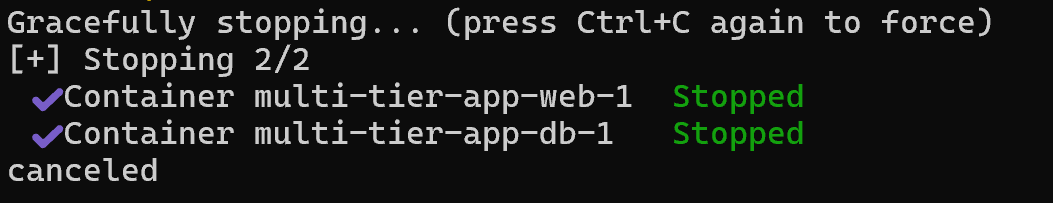 Gracefully stopping... (press Ctrl+C again to force)
[+] Stopping 2/2
✔Container multi-tier-app-web-1 Stopped
✔Container multi-tier-app-db-1 Stopped
canceled